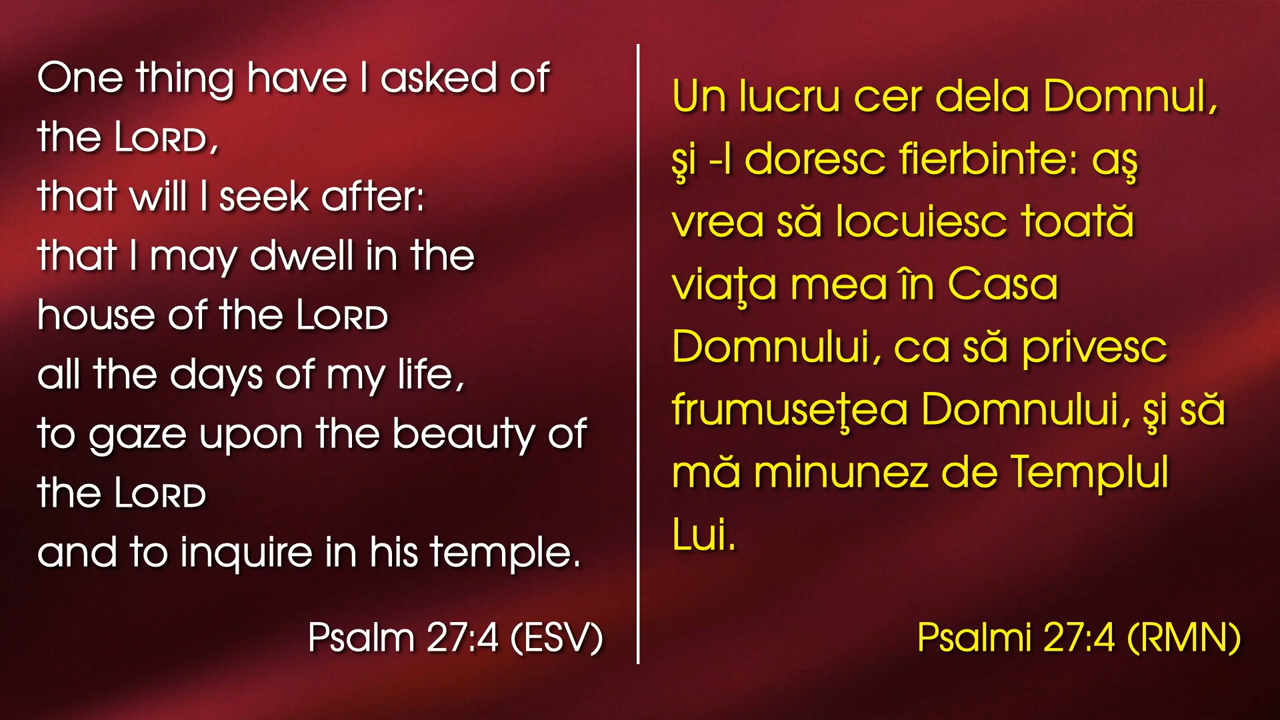 One thing have I asked of
the LORD,
that will I seek after:
that I may dwell in the
house of the LORD
all the days of my life,
to gaze upon the beauty of
the LORD
and to inquire in his temple.
Psalm 27:4 (ESV)
Un lucru cer dela Domnul,
şi -l doresc fierbinte: aş
vrea să locuiesc toată
viaţa mea în Casa
Domnului, ca să privesc
frumuseţea Domnului, şi să
mă minunez de Templul
Lui.
Psalmi 27:4 (RMN)